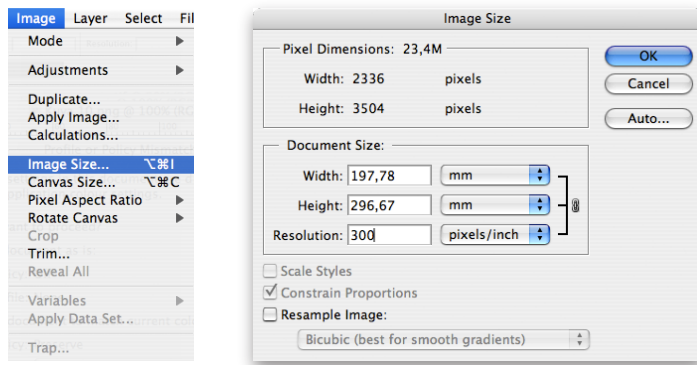 Image Layer Select Fil
Mode
Adjustments
Duplicate...
Apply Image...
Calculations...
Image Size... ⌥⌘I
Canvas Size... ⌥⌘C
Pixel Aspect Ratio
Rotate Canvas
Crop
Trim...
Reveal All
Variables
Apply Data Set...
Trap...
Image Size
Pixel Dimensions: 23,4M
Width: 2336 pixels
Height: 3504 pixels
Document Size:
Width: 197,78 mm
Height: 296,67 mm
Resolution: 300 pixels/inch
Scale Styles
Constrain Proportions
Resample Image:
Bicubic (best for smooth gradients)
OK
Cancel
Auto...